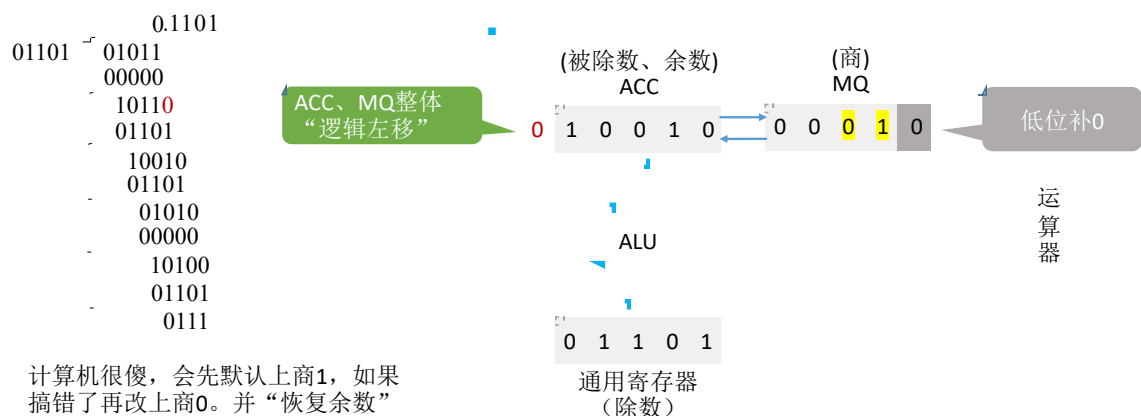 0.1101
01101 01011
00000
10110
01101
10010
01101
01010
00000
10100
01101
0111
计算机很傻，会先默认上商1，如果
搞错了再改上商0。并“恢复余数”
ACC、MQ整体
“逻辑左移”
(被除数、余数)
ACC
0 1 0 0 1 0
(商)
MQ
0 0 0 1 0
低位补0
运
算
器
ALU
0 1 1 0 1
通用寄存器
（除数）